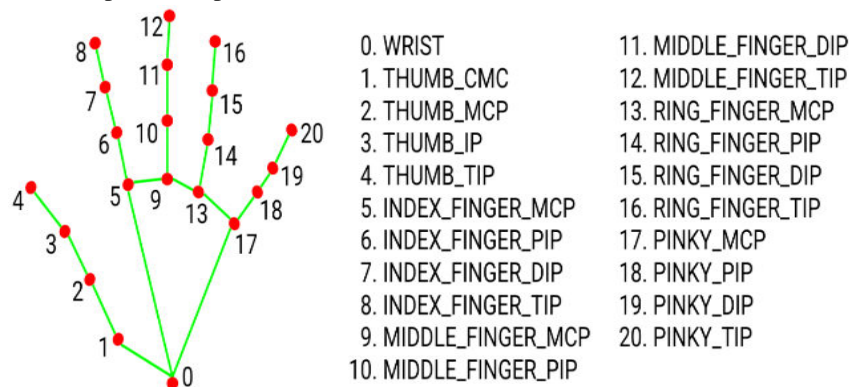 12
8
16
11
7
15
10
6
20
14
4
19
5
9
13
18
3
17
2
1
0
0. WRIST
1. THUMB_CMC
2. THUMB_MCP
3. THUMB_IP
4. THUMB_TIP
5. INDEX_FINGER_MCP
6. INDEX_FINGER_PIP
7. INDEX_FINGER_DIP
8. INDEX_FINGER_TIP
9. MIDDLE_FINGER_MCP
10. MIDDLE_FINGER_PIP
11. MIDDLE_FINGER_DIP
12. MIDDLE_FINGER_TIP
13. RING_FINGER_MCP
14. RING_FINGER_PIP
15. RING_FINGER_DIP
16. RING_FINGER_TIP
17. PINKY_MCP
18. PINKY_PIP
19. PINKY_DIP
20. PINKY_TIP